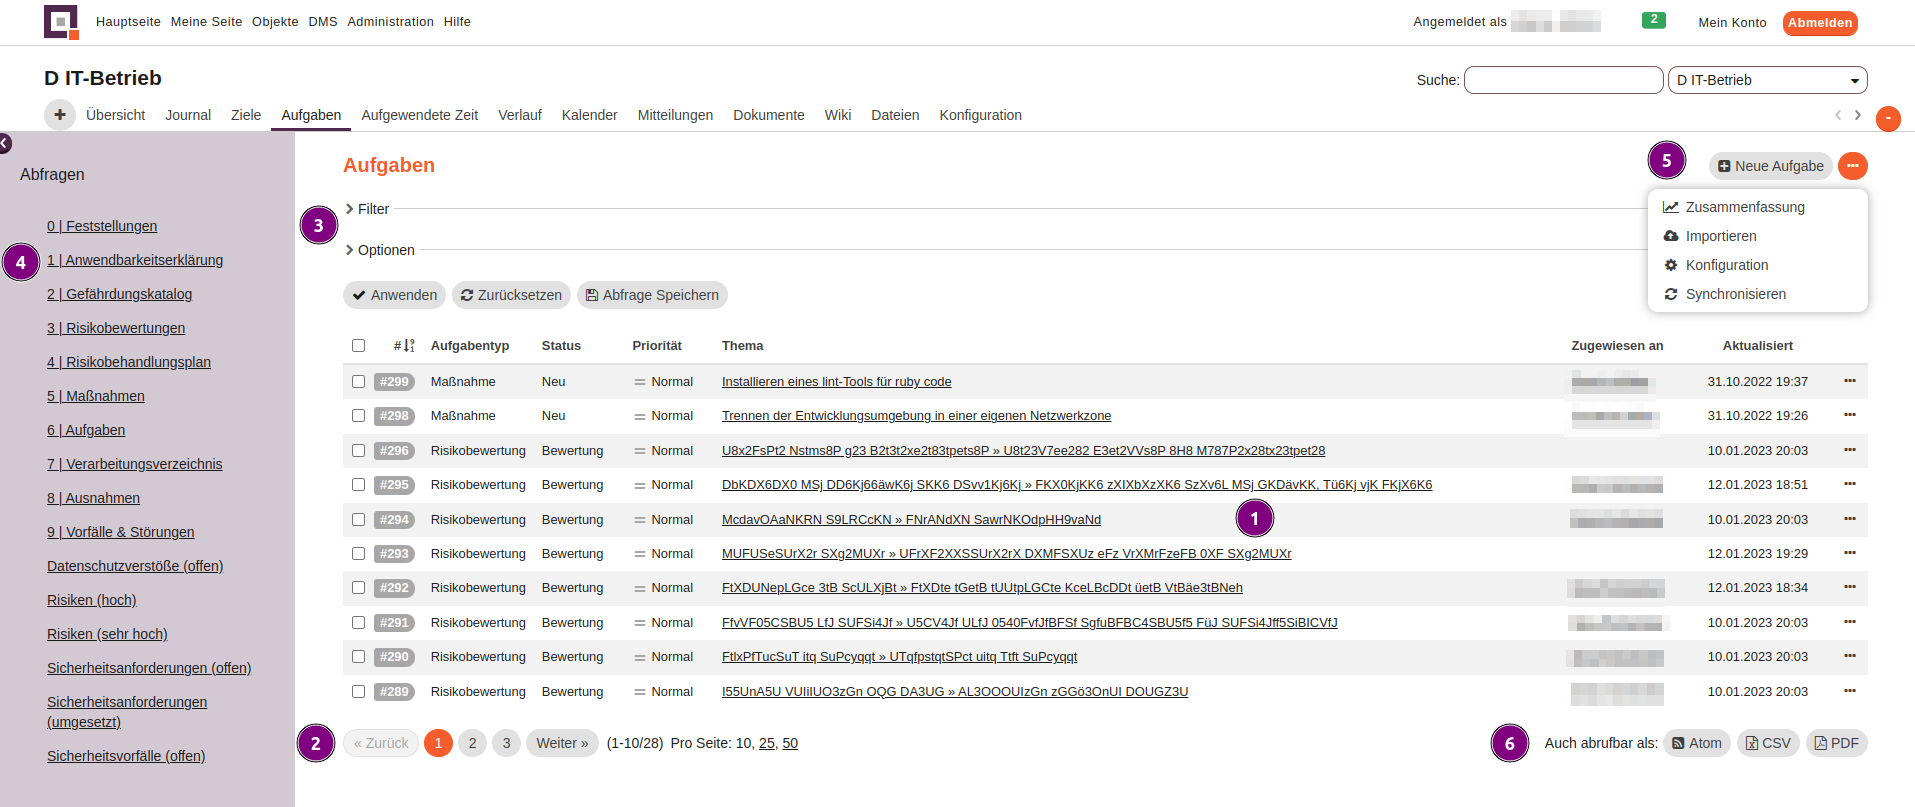 Hauptseite Meine Seite Objekte DMS Administration Hilfe
Angemeldet als
2
Mein Konto
Abmelden
D IT-Betrieb
Suche:
D IT-Betrieb
Übersicht Journal Ziele Aufgaben Aufgewendete Zeit Verlauf Kalender Mitteilungen Dokumente Wiki Dateien Konfiguration
Abfragen
0 | Feststellungen
4
1 | Anwendbarkeitserklärung
2 | Gefährdungskatalog
3 | Risikobewertungen
4 | Risikobehandlungsplan
5 | Maßnahmen
6 | Aufgaben
7 | Verarbeitungsverzeichnis
8 | Ausnahmen
9 | Vorfälle & Störungen
Datenschutzverstöße (offen)
Risiken (hoch)
Risiken (sehr hoch)
Sicherheitsanforderungen (offen)
Sicherheitsanforderungen
(umgesetzt)
Sicherheitsvorfälle (offen)
Aufgaben
5
Neue Aufgabe
Zusammenfassung
Importieren
Konfiguration
Synchronisieren
3
Filter
Optionen
Anwenden Zurücksetzen Abfrage Speichern
# Aufgabentyp Status Priorität Thema Zugewiesen an Aktualisiert
#299 Maßnahme Neu Normal Installieren eines lint-Tools für ruby code 31.10.2022 19:37
#298 Maßnahme Neu Normal Trennen der Entwicklungsumgebung in einer eigenen Netzwerkzone 31.10.2022 19:26
#296 Risikobewertung Bewertung Normal U8x2FsPt2 Nstms8P g23 B2t3t2xe2t83tpets8P » U8t23V7ee282 E3et2VVs8P 8H8 M787P2x28tx23tpet28 10.01.2023 20:03
#295 Risikobewertung Bewertung Normal DbKDX6DX0 MSj DD6Kj66äwK6j SKK6 DSvv1Kj6Kj » FKX0KjKK6 zXIXbXzXK6 SzXv6L MSj GKDävKK, Tü6Kj vjK FKjX6K6 12.01.2023 18:51
#294 Risikobewertung Bewertung Normal McdavOAaNKRN S9LRCcKN » FNrANdXN SawrNKOdpHH9vaNd 10.01.2023 20:03
1
#293 Risikobewertung Bewertung Normal MUFUSeSUrX2r SXg2MUXr » UFrXF2XXSSUrX2rX DXMFSXUz eFz VrXMrFzeFB 0XF SXg2MUXr 12.01.2023 19:29
#292 Risikobewertung Bewertung Normal FtXDUNepLGce 3tB ScULXjBt » FtXDte tGetB tUUtpLGCte KceLBcDDt üetB VtBäe3tBNeh 12.01.2023 18:34
#291 Risikobewertung Bewertung Normal FfvVF05CSBU5 LfJ SUFSi4Jf » U5CV4Jf ULfJ 0540FvfJfBFSf SgfuBFBC4SBU5f5 FüJ SUFSi4Jff5SiBICVfJ 10.01.2023 20:03
#290 Risikobewertung Bewertung Normal FtlxPfTucSuT itq SuPcyqqt » UTqfpstqtSPct uitq Ttft SuPcyqqt 10.01.2023 20:03
#289 Risikobewertung Bewertung Normal I55UnA5U VUIiIUO3zGn OQG DA3UG » AL3OOOUIzGn zGGö3OnUI DOUGZ3U 10.01.2023 20:03
2
« Zurück 1 2 3 Weiter » (1-10/28) Pro Seite: 10, 25, 50
6
Auch abrufbar als: Atom CSV PDF